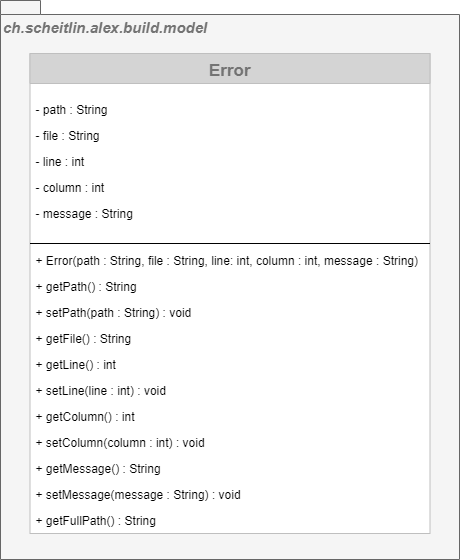 ch.scheitlin.alex.build.model
Error
- path : String
- file : String
- line : int
- column : int
- message : String
+ Error(path : String, file : String, line: int, column : int, message : String)
+ getPath() : String
+ setPath(path : String) : void
+ getFile() : String
+ getLine() : int
+ setLine(line : int) : void
+ getColumn() : int
+ setColumn(column : int) : void
+ getMessage() : String
+ setMessage(message : String) : void
+ getFullPath() : String